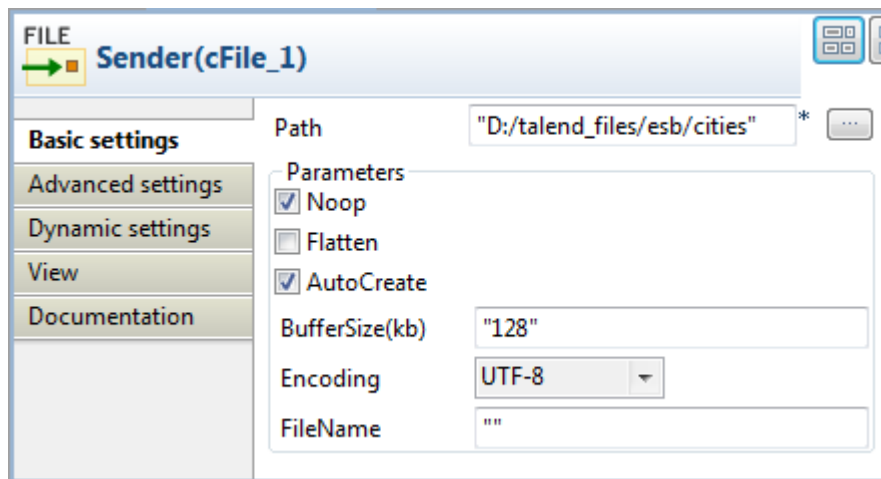 FILE
Sender(cFile_1)
Basic settings
Advanced settings
Dynamic settings
View
Documentation
Path "D:/talend_files/esb/cities" * ...
Parameters
Noop
Flatten
AutoCreate
BufferSize(kb) "128"
Encoding UTF-8
FileName ""